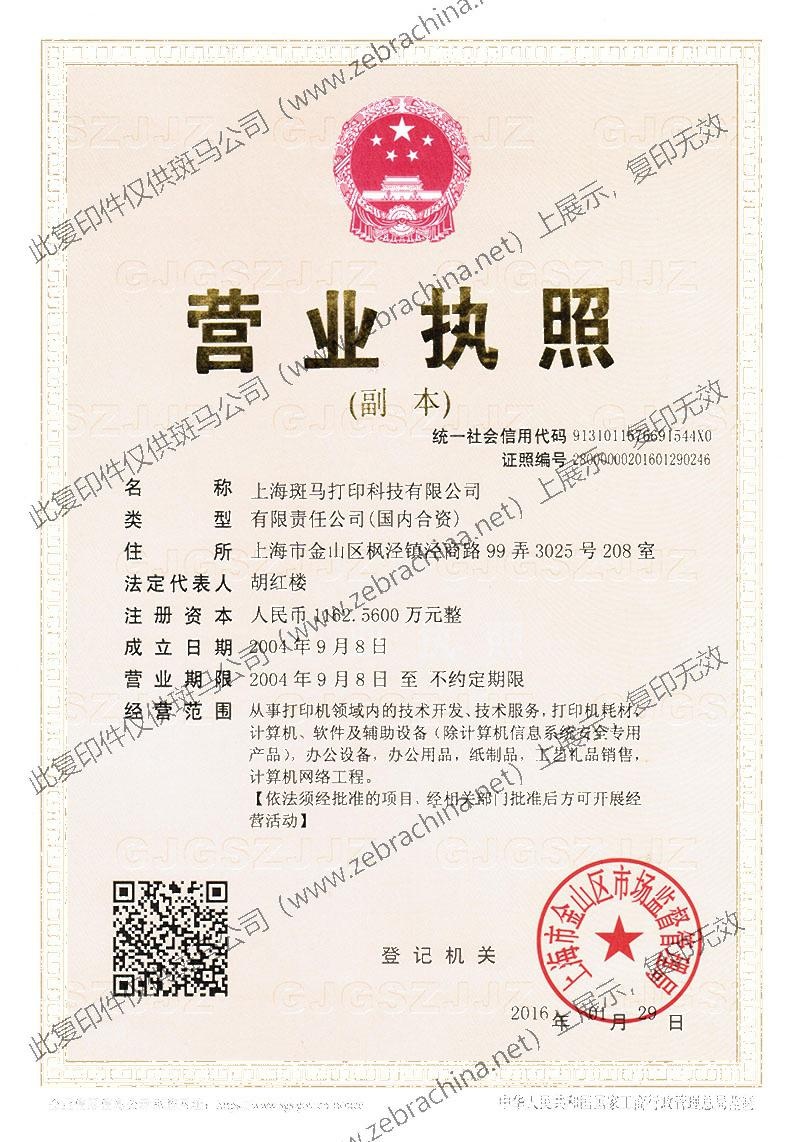 营业执照
(副 本)
统一社会信用代码 9131011676691544X0
证照编号 28000000201601290246
名 称 上海斑马打印科技有限公司
类 型 有限责任公司(国内合资)
住 所 上海市金山区枫泾镇泾商路99弄3025号208室
法定代表人 胡红楼
注册资本 人民币1162.5600万元整
成立日期 2004年9月8日
营业期限 2004年9月8日 至 不约定期限
经营范围 从事打印机领域内的技术开发、技术服务,打印机耗材、
计算机、软件及辅助设备(除计算机信息系统安全专用
产品),办公设备,办公用品,纸制品,工艺礼品销售,
计算机网络工程。
【依法须经批准的项目、经相关部门批准后方可开展经
营活动】
登记机关
上海市金山区市场监督管理局
2016年 01月 29日
中华人民共和国国家工商行政管理总局监制
此复印件仅供斑马公司(www.zebrachina.net)上展示,复印无效
此复印件仅供斑马公司(www.zebrachina.net)上展示,复印无效
此复印件仅供斑马公司(www.zebrachina.net)上展示,复印无效
此复印件仅供斑马公司(www.zebrachina.net)上展示,复印无效
GJGSZJJZ